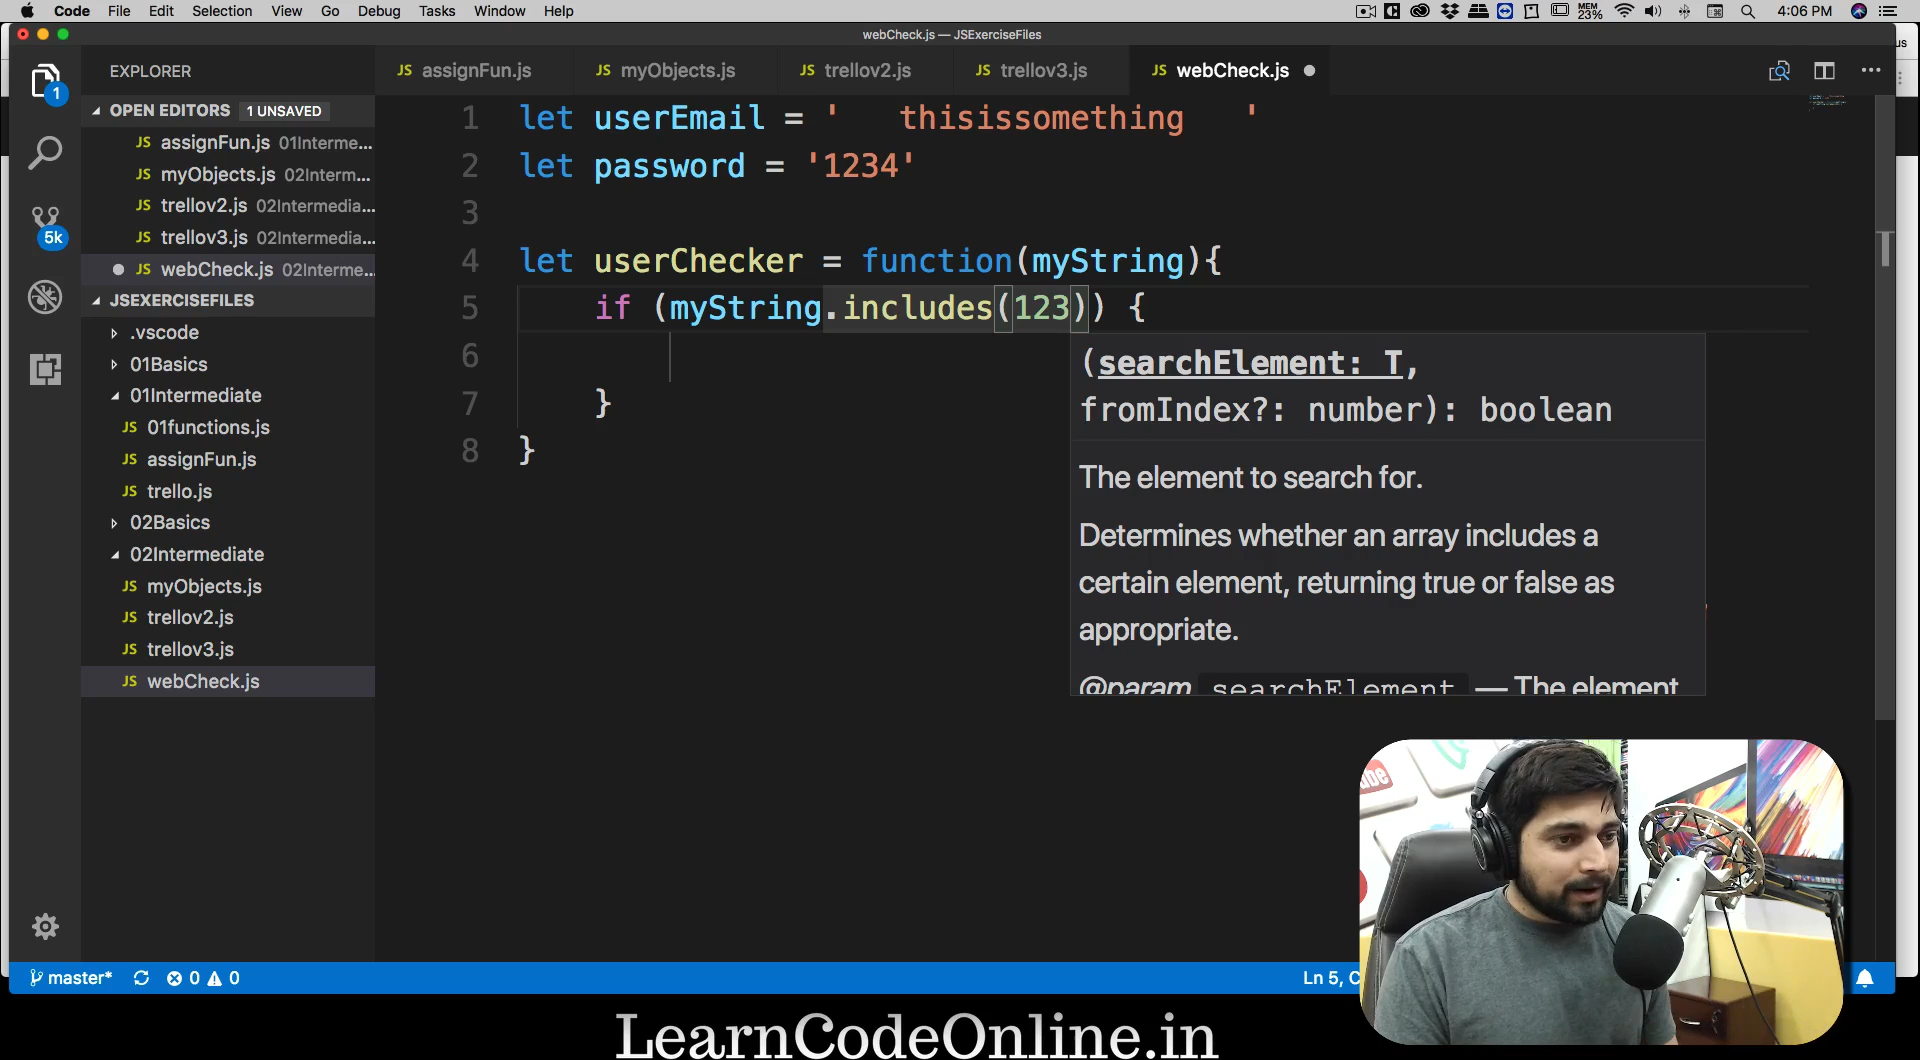 Code File Edit Selection View Go Debug Tasks Window Help MEM 23% 4:06 PM
webCheck.js — JSExerciseFiles
us
EXPLORER
JS assignFun.js JS myObjects.js JS trellov2.js JS trellov3.js JS webCheck.js
1
OPEN EDITORS 1 UNSAVED
JS assignFun.js 01Interme...
JS myObjects.js 02Interm...
JS trellov2.js 02Intermedia...
JS trellov3.js 02Intermedia...
JS webCheck.js 02Interme...
5k
JSEXERCISEFILES
.vscode
01Basics
01Intermediate
JS 01functions.js
JS assignFun.js
JS trello.js
02Basics
02Intermediate
JS myObjects.js
JS trellov2.js
JS trellov3.js
JS webCheck.js
1 let userEmail = '   thisissomething   '
2 let password = '1234'
3
4 let userChecker = function(myString){
5 if (myString.includes(123)) {
6
7 }
8 }
(searchElement: T,
fromIndex?: number): boolean
The element to search for.
Determines whether an array includes a
certain element, returning true or false as
appropriate.
@param searchElement — The element
master* 0 0 Ln 5, C
LearnCodeOnline.in